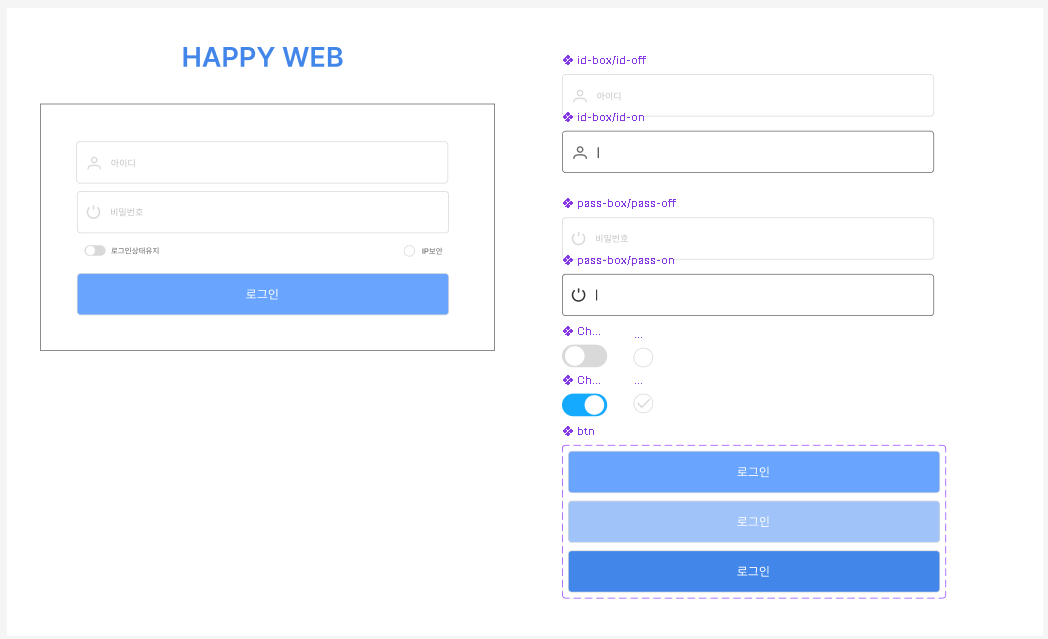 HAPPY WEB
아이디
비밀번호
로그인상태유지
IP보안
로그인
id-box/id-off
아이디
id-box/id-on
pass-box/pass-off
비밀번호
pass-box/pass-on
Ch...
...
Ch...
...
btn
로그인
로그인
로그인